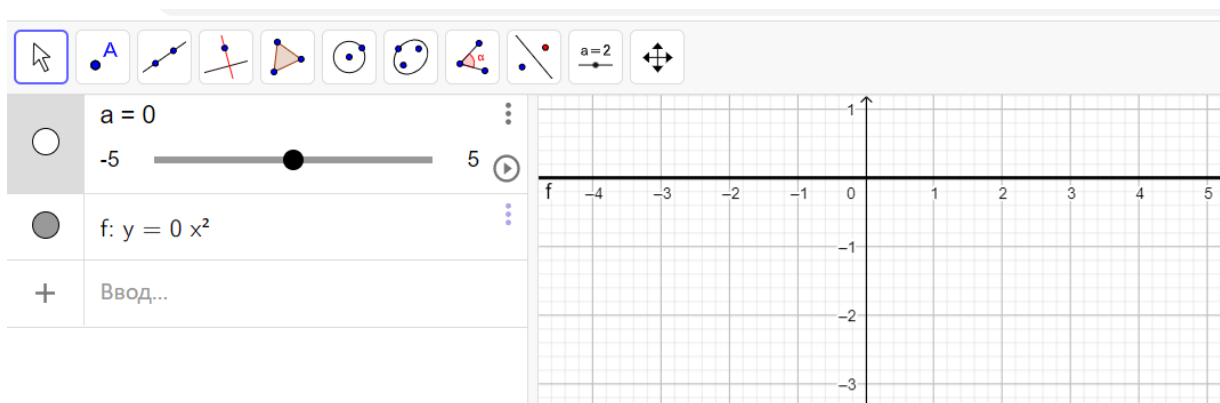 A
α
a=2
a = 0
-5
5
f: y = 0 x²
+ Ввод...
1
f –4 –3 –2 –1 0 1 2 3 4 5
–1
–2
–3